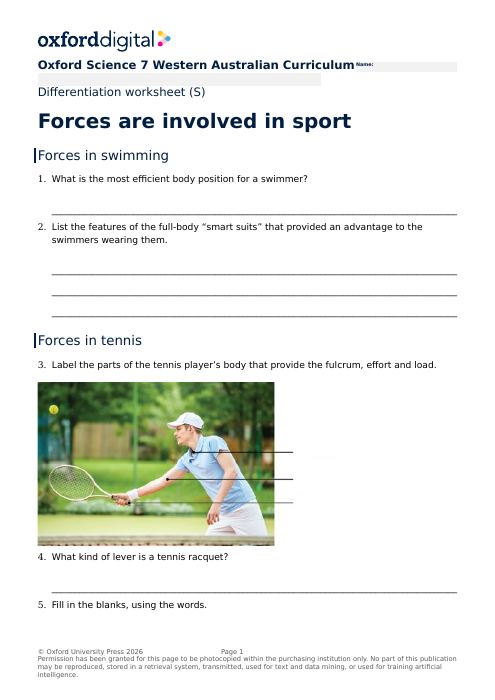 oxforddigital
Oxford Science 7 Western Australian Curriculum Name:
Differentiation worksheet (S)
Forces are involved in sport
Forces in swimming
1. What is the most efficient body position for a swimmer?
2. List the features of the full-body “smart suits” that provided an advantage to the
swimmers wearing them.
Forces in tennis
3. Label the parts of the tennis player’s body that provide the fulcrum, effort and load.
4. What kind of lever is a tennis racquet?
5. Fill in the blanks, using the words.
© Oxford University Press 2026 Page 1
Permission has been granted for this page to be photocopied within the purchasing institution only. No part of this publication
may be reproduced, stored in a retrieval system, transmitted, used for text and data mining, or used for training artificial
intelligence.